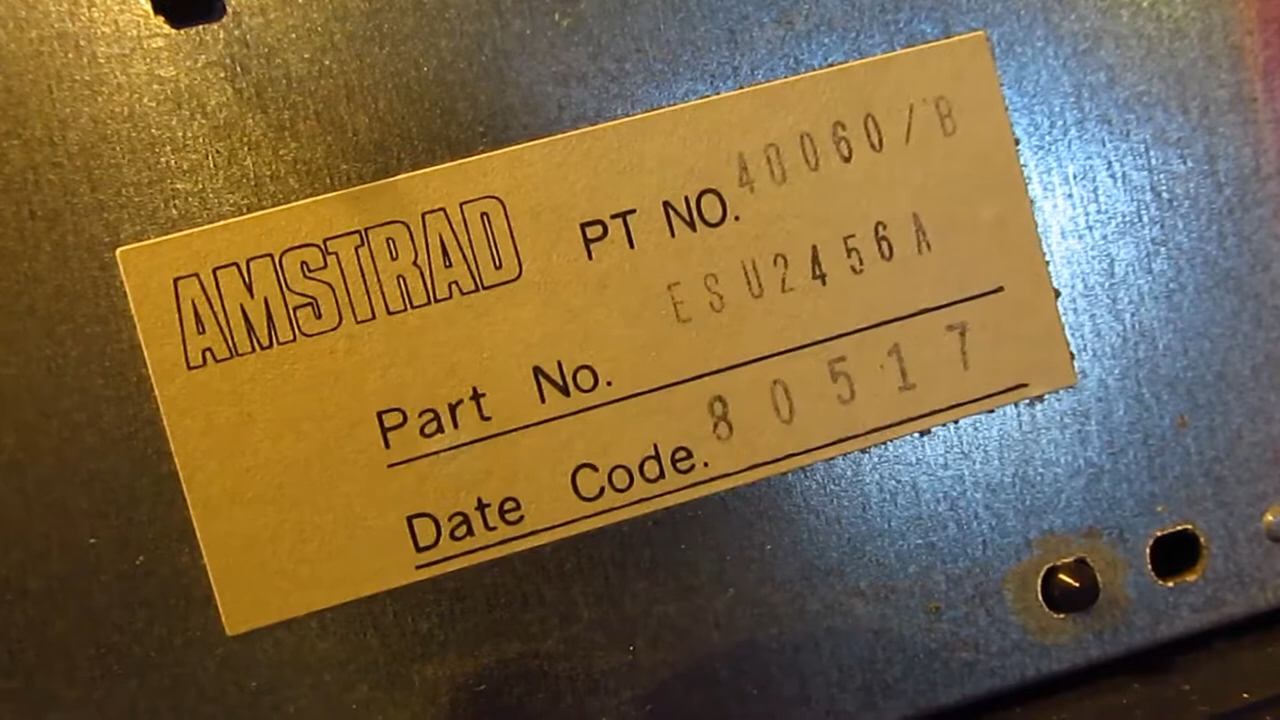 AMSTRAD PT NO. 40060/B
Part No. ESU2456A
Date Code. 80517